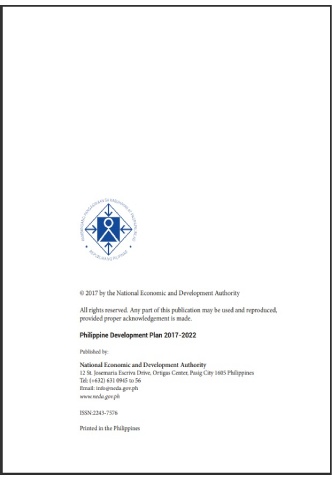 © 2017 by the National Economic and Development Authority
All rights reserved. Any part of this publication may be used and reproduced,
provided proper acknowledgement is made.
Philippine Development Plan 2017-2022
Published by:
National Economic and Development Authority
12 St. Josemaria Escriva Drive, Ortigas Center, Pasig City 1605 Philippines
Tel: (+632) 631 0945 to 56
Email: info@neda.gov.ph
www.neda.gov.ph
ISSN:2243-7576
Printed in the Philippines